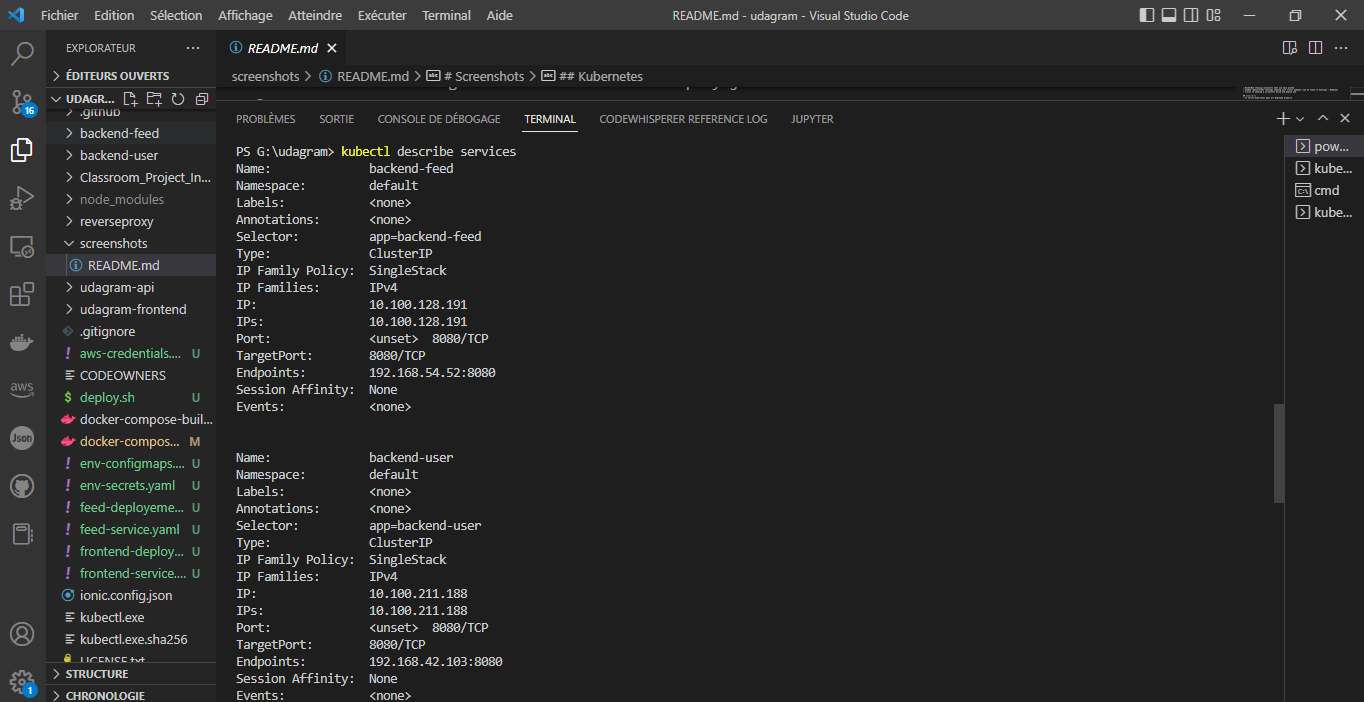 Fichier Edition Sélection Affichage Atteindre Exécuter Terminal Aide
README.md - udagram - Visual Studio Code
EXPLORATEUR
ÉDITEURS OUVERTS
UDAGR...
.github
backend-feed
backend-user
Classroom_Project_In...
node_modules
reverseproxy
screenshots
README.md
udagram-api
udagram-frontend
.gitignore
aws-credentials.... U
CODEOWNERS
deploy.sh U
docker-compose-buil...
docker-compos... M
env-configmaps.... U
env-secrets.yaml U
feed-deployeme... U
feed-service.yaml U
frontend-deploy... U
frontend-service.... U
ionic.config.json
kubectl.exe
kubectl.exe.sha256
LICENSE.txt
STRUCTURE
CHRONOLOGIE
16
aws
Json
1
README.md
screenshots > README.md > # Screenshots > ## Kubernetes
PROBLÈMES SORTIE CONSOLE DE DÉBOGAGE TERMINAL CODEWHISPERER REFERENCE LOG JUPYTER
PS G:\udagram> kubectl describe services
Name: backend-feed
Namespace: default
Labels: <none>
Annotations: <none>
Selector: app=backend-feed
Type: ClusterIP
IP Family Policy: SingleStack
IP Families: IPv4
IP: 10.100.128.191
IPs: 10.100.128.191
Port: <unset> 8080/TCP
TargetPort: 8080/TCP
Endpoints: 192.168.54.52:8080
Session Affinity: None
Events: <none>
Name: backend-user
Namespace: default
Labels: <none>
Annotations: <none>
Selector: app=backend-user
Type: ClusterIP
IP Family Policy: SingleStack
IP Families: IPv4
IP: 10.100.211.188
IPs: 10.100.211.188
Port: <unset> 8080/TCP
TargetPort: 8080/TCP
Endpoints: 192.168.42.103:8080
Session Affinity: None
Events: <none>
pow...
kube...
cmd
kube...